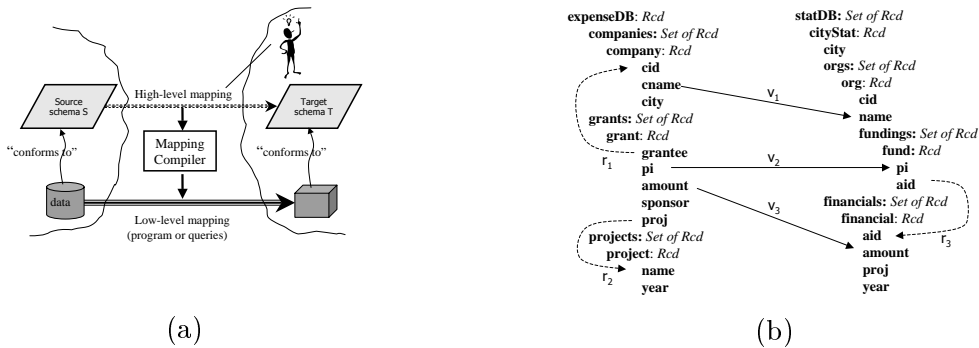 Source
schema S
High-level mapping
Target
schema T
"conforms to"
Mapping
Compiler
"conforms to"
data
Low-level mapping
(program or queries)
(a)
expenseDB: Rcd
companies: Set of Rcd
company: Rcd
cid
cname
city
grants: Set of Rcd
grant: Rcd
grantee
pi
amount
sponsor
proj
projects: Set of Rcd
project: Rcd
name
year
r1
r2
v1
v2
v3
statDB: Set of Rcd
cityStat: Rcd
city
orgs: Set of Rcd
org: Rcd
cid
name
fundings: Set of Rcd
fund: Rcd
pi
aid
financials: Set of Rcd
financial: Rcd
aid
amount
proj
year
r3
(b)